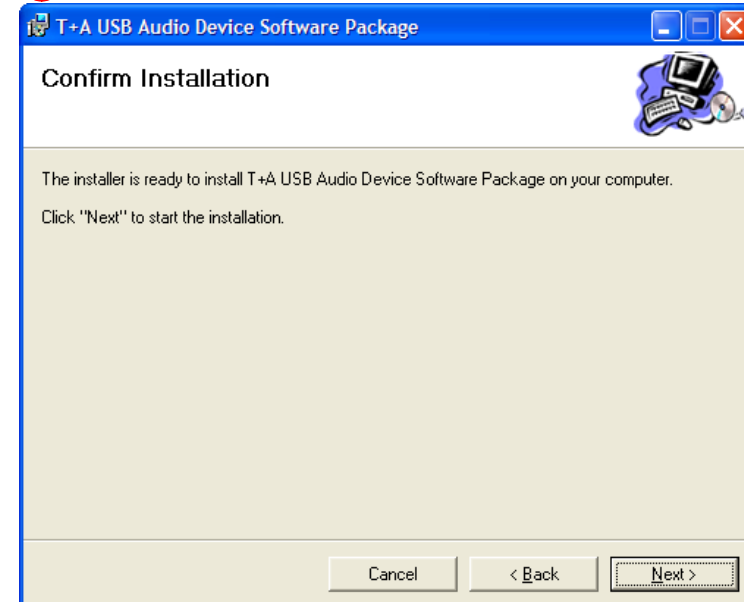 T+A USB Audio Device Software Package
Confirm Installation
The installer is ready to install T+A USB Audio Device Software Package on your computer.
Click "Next" to start the installation.
Cancel
< Back
Next >